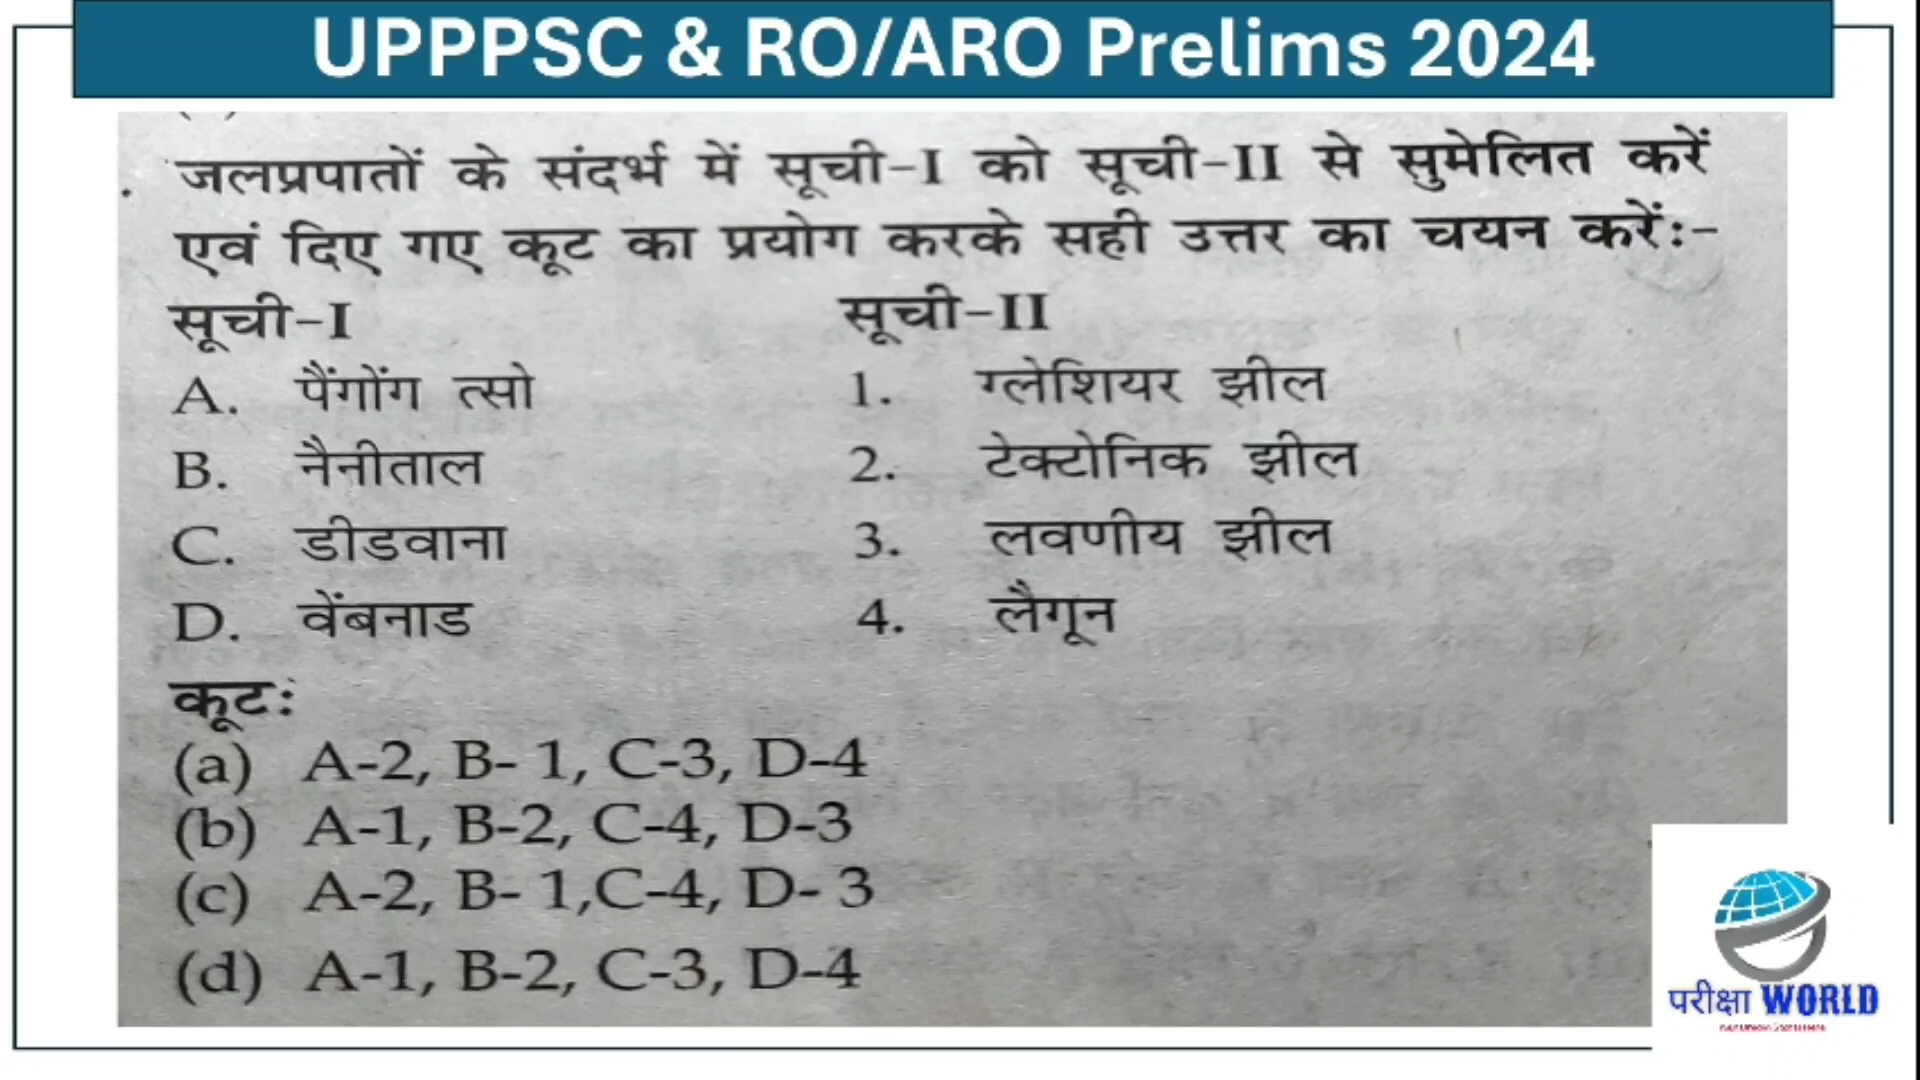 UPPPSC & RO/ARO Prelims 2024
. जलप्रपातों के संदर्भ में सूची-I को सूची-II से सुमेलित करें
एवं दिए गए कूट का प्रयोग करके सही उत्तर का चयन करें:-
सूची-I सूची-II
A. पैंगोंग त्सो 1. ग्लेशियर झील
B. नैनीताल 2. टेक्टोनिक झील
C. डीडवाना 3. लवणीय झील
D. वेंबनाड 4. लैगून
कूट:
(a) A-2, B- 1, C-3, D-4
(b) A-1, B-2, C-4, D-3
(c) A-2, B- 1,C-4, D- 3
(d) A-1, B-2, C-3, D-4
परीक्षा WORLD